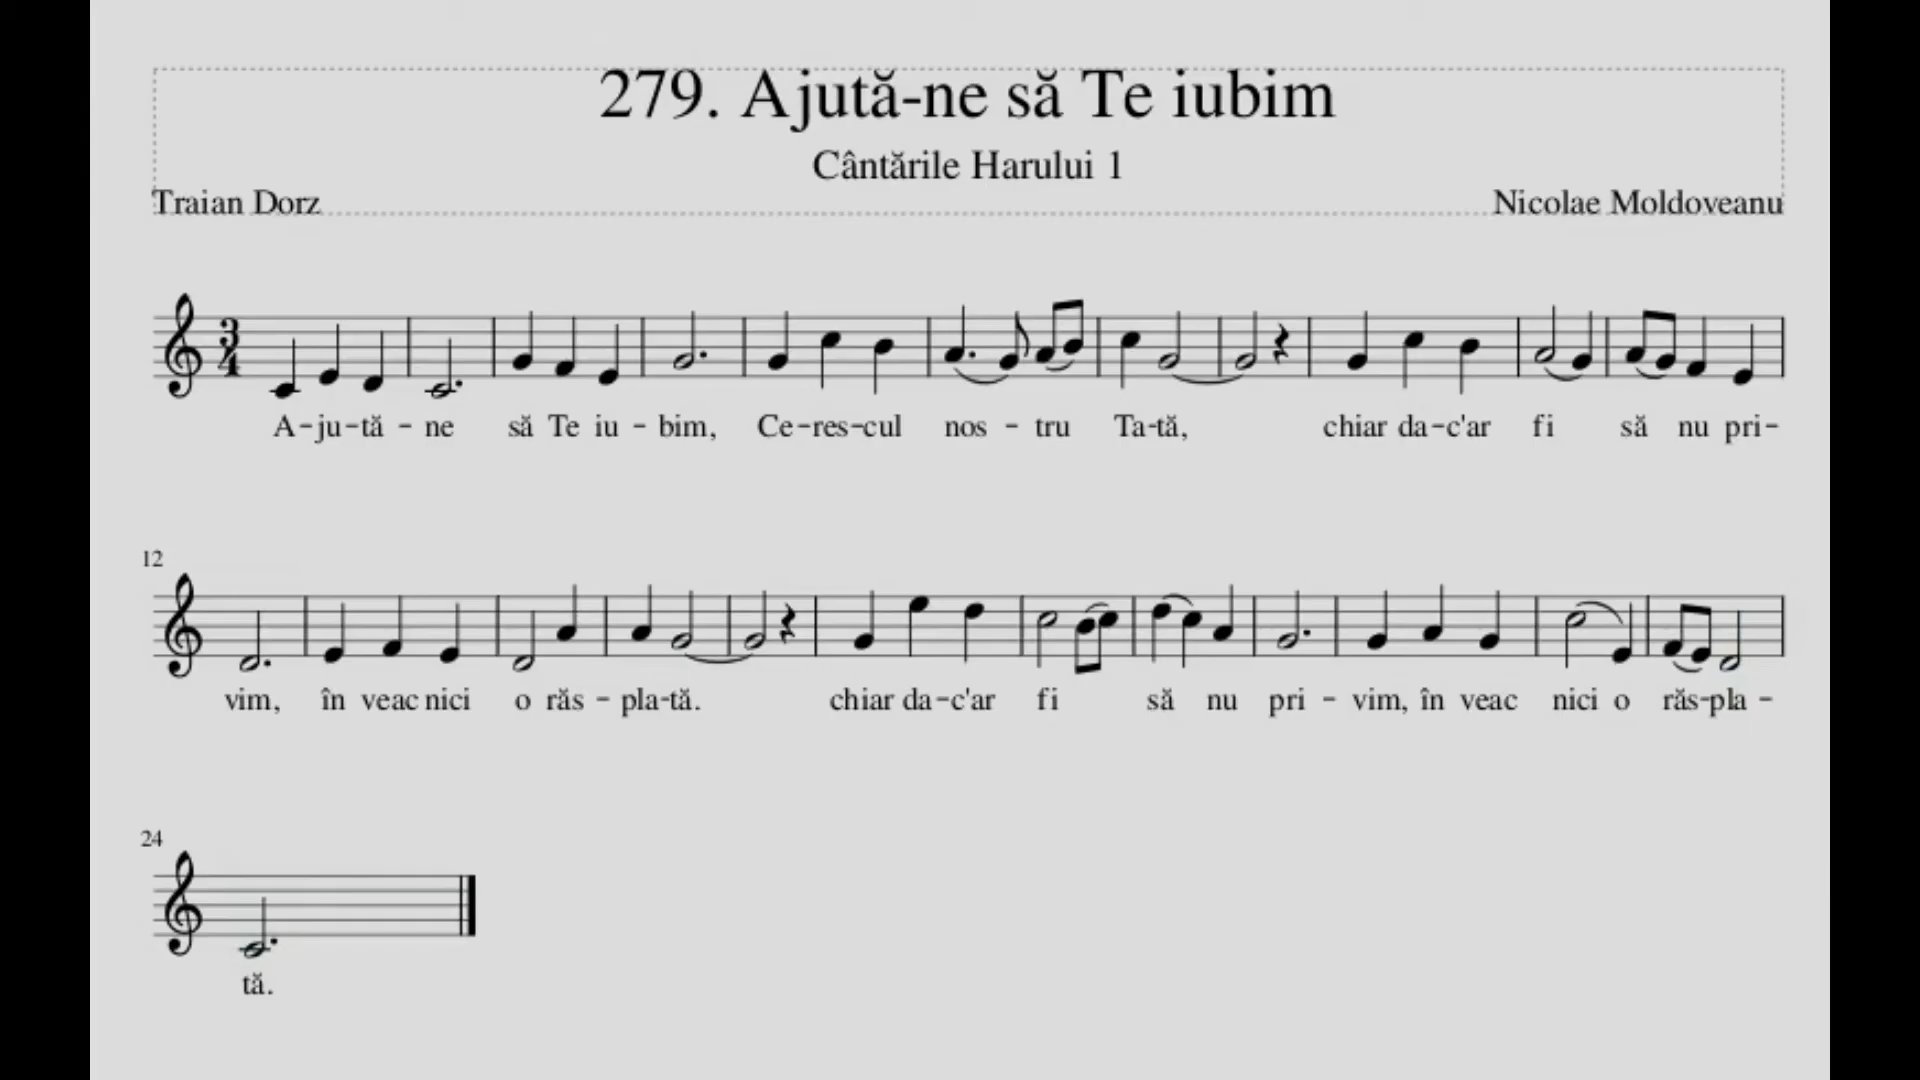 279. Ajută-ne să Te iubim
Cântările Harului 1
Traian Dorz
Nicolae Moldoveanu
3
4
A-ju-tă - ne să Te iu - bim, Ce-res-cul nos - tru Ta-tă, chiar da-c'ar fi să nu pri-
12
vim, în veac nici o răs - pla-tă. chiar da-c'ar fi să nu pri - vim, în veac nici o răs-pla -
24
tă.